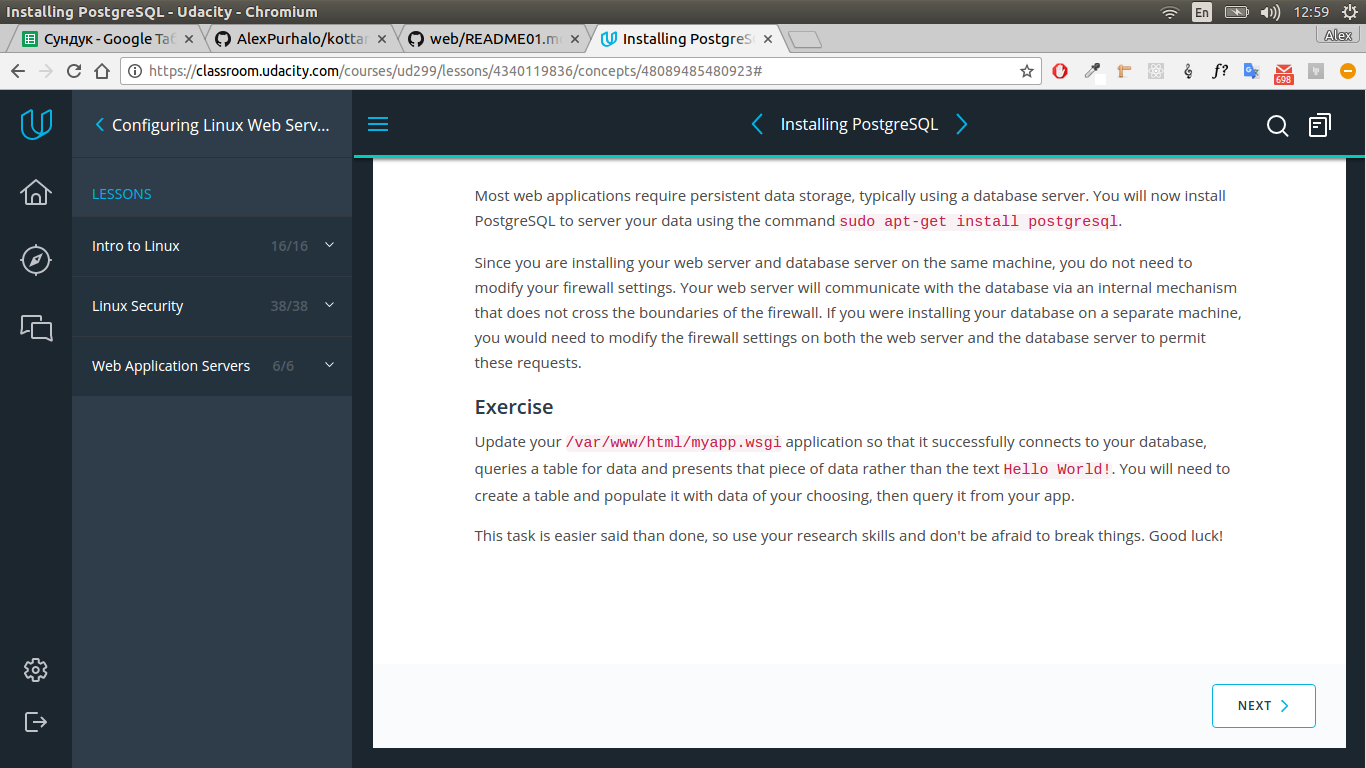 Installing PostgreSQL - Udacity - Chromium
En
12:59
Сундук - Google Таб
AlexPurhalo/kottar
web/README01.m
Installing PostgreS
Alex
https://classroom.udacity.com/courses/ud299/lessons/4340119836/concepts/48089485480923#
f?
698
Configuring Linux Web Serv...
Installing PostgreSQL
LESSONS
Intro to Linux 16/16
Linux Security 38/38
Web Application Servers 6/6
Most web applications require persistent data storage, typically using a database server. You will now install
PostgreSQL to server your data using the command sudo apt-get install postgresql.
Since you are installing your web server and database server on the same machine, you do not need to
modify your firewall settings. Your web server will communicate with the database via an internal mechanism
that does not cross the boundaries of the firewall. If you were installing your database on a separate machine,
you would need to modify the firewall settings on both the web server and the database server to permit
these requests.
Exercise
Update your /var/www/html/myapp.wsgi application so that it successfully connects to your database,
queries a table for data and presents that piece of data rather than the text Hello World!. You will need to
create a table and populate it with data of your choosing, then query it from your app.
This task is easier said than done, so use your research skills and don't be afraid to break things. Good luck!
NEXT